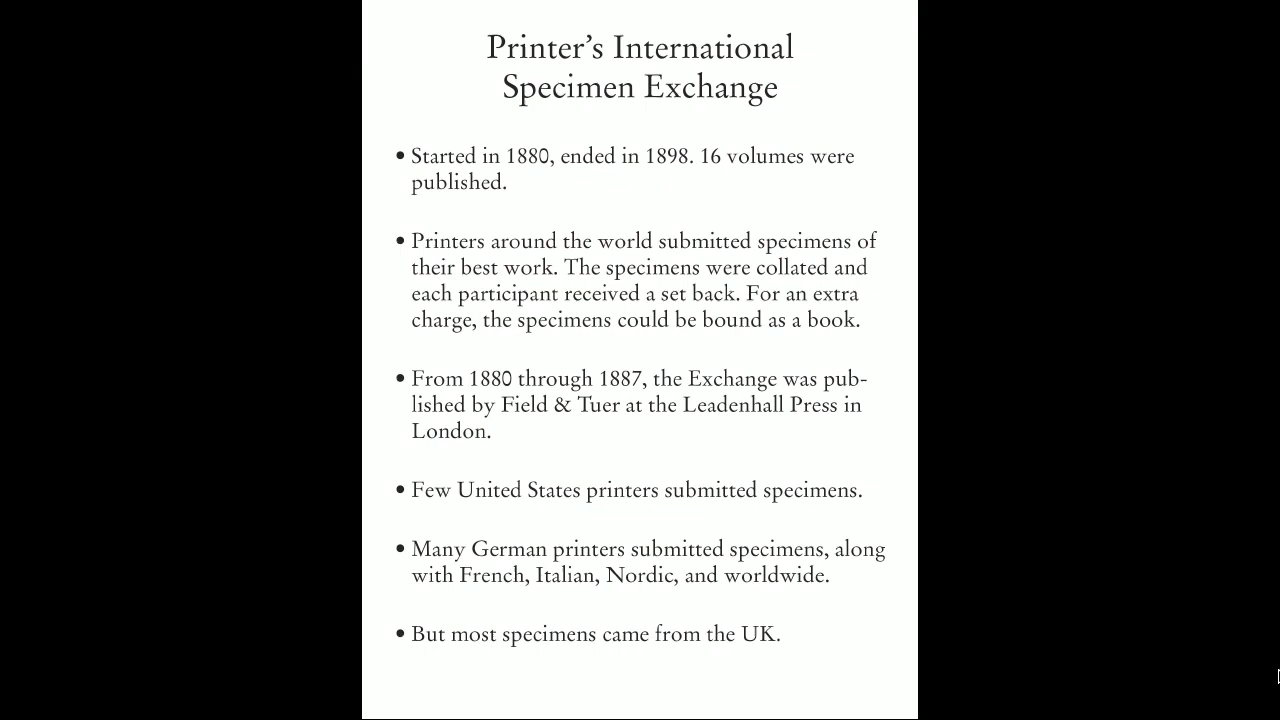 Printer’s International
Specimen Exchange
• Started in 1880, ended in 1898. 16 volumes were
published.
• Printers around the world submitted specimens of
their best work. The specimens were collated and
each participant received a set back. For an extra
charge, the specimens could be bound as a book.
• From 1880 through 1887, the Exchange was pub-
lished by Field & Tuer at the Leadenhall Press in
London.
• Few United States printers submitted specimens.
• Many German printers submitted specimens, along
with French, Italian, Nordic, and worldwide.
• But most specimens came from the UK.